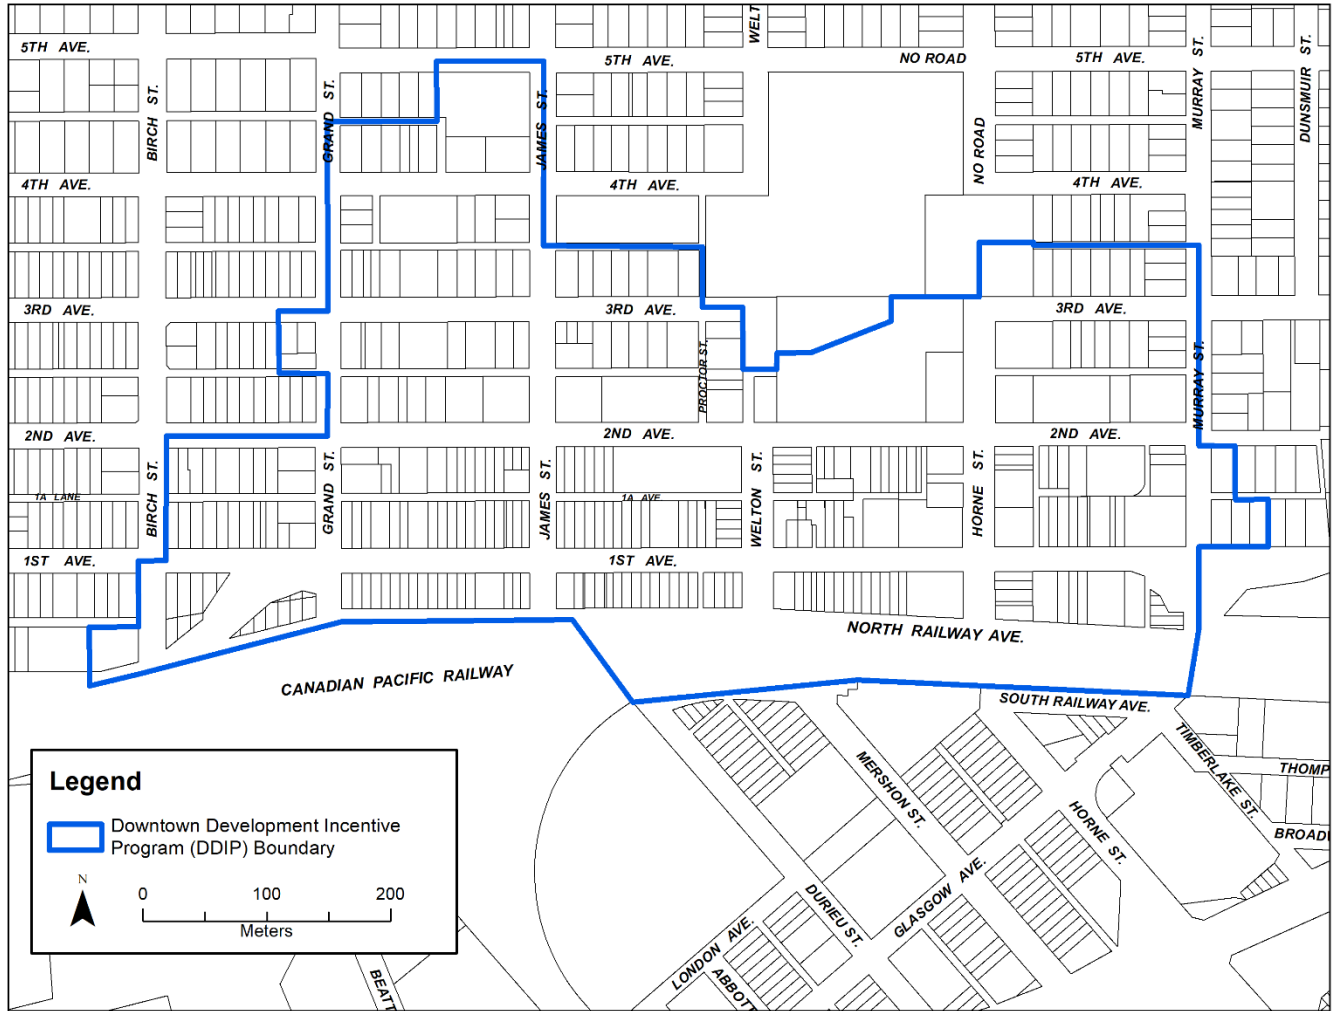 WELT
5TH AVE.
5TH AVE.
NO ROAD
5TH AVE.
MURRAY ST.
DUNSMUIR ST.
BIRCH ST.
GRAND ST.
JAMES ST.
NO ROAD
4TH AVE.
4TH AVE.
4TH AVE.
3RD AVE.
3RD AVE.
3RD AVE.
PROCTOR ST.
MURRAY ST.
2ND AVE.
2ND AVE.
2ND AVE.
BIRCH ST.
GRAND ST.
JAMES ST.
WELTON ST.
HORNE ST.
1A LANE
1A AVE
1ST AVE.
1ST AVE.
NORTH RAILWAY AVE.
CANADIAN PACIFIC RAILWAY
SOUTH RAILWAY AVE.
TIMBERLAKE ST.
THOMP
MERSHON ST.
HORNE ST.
BROADW
DURIEU ST.
GLASGOW AVE.
LONDON AVE.
ABBOTT
BEATT
Legend
Downtown Development Incentive
Program (DDIP) Boundary
N
0 100 200
Meters